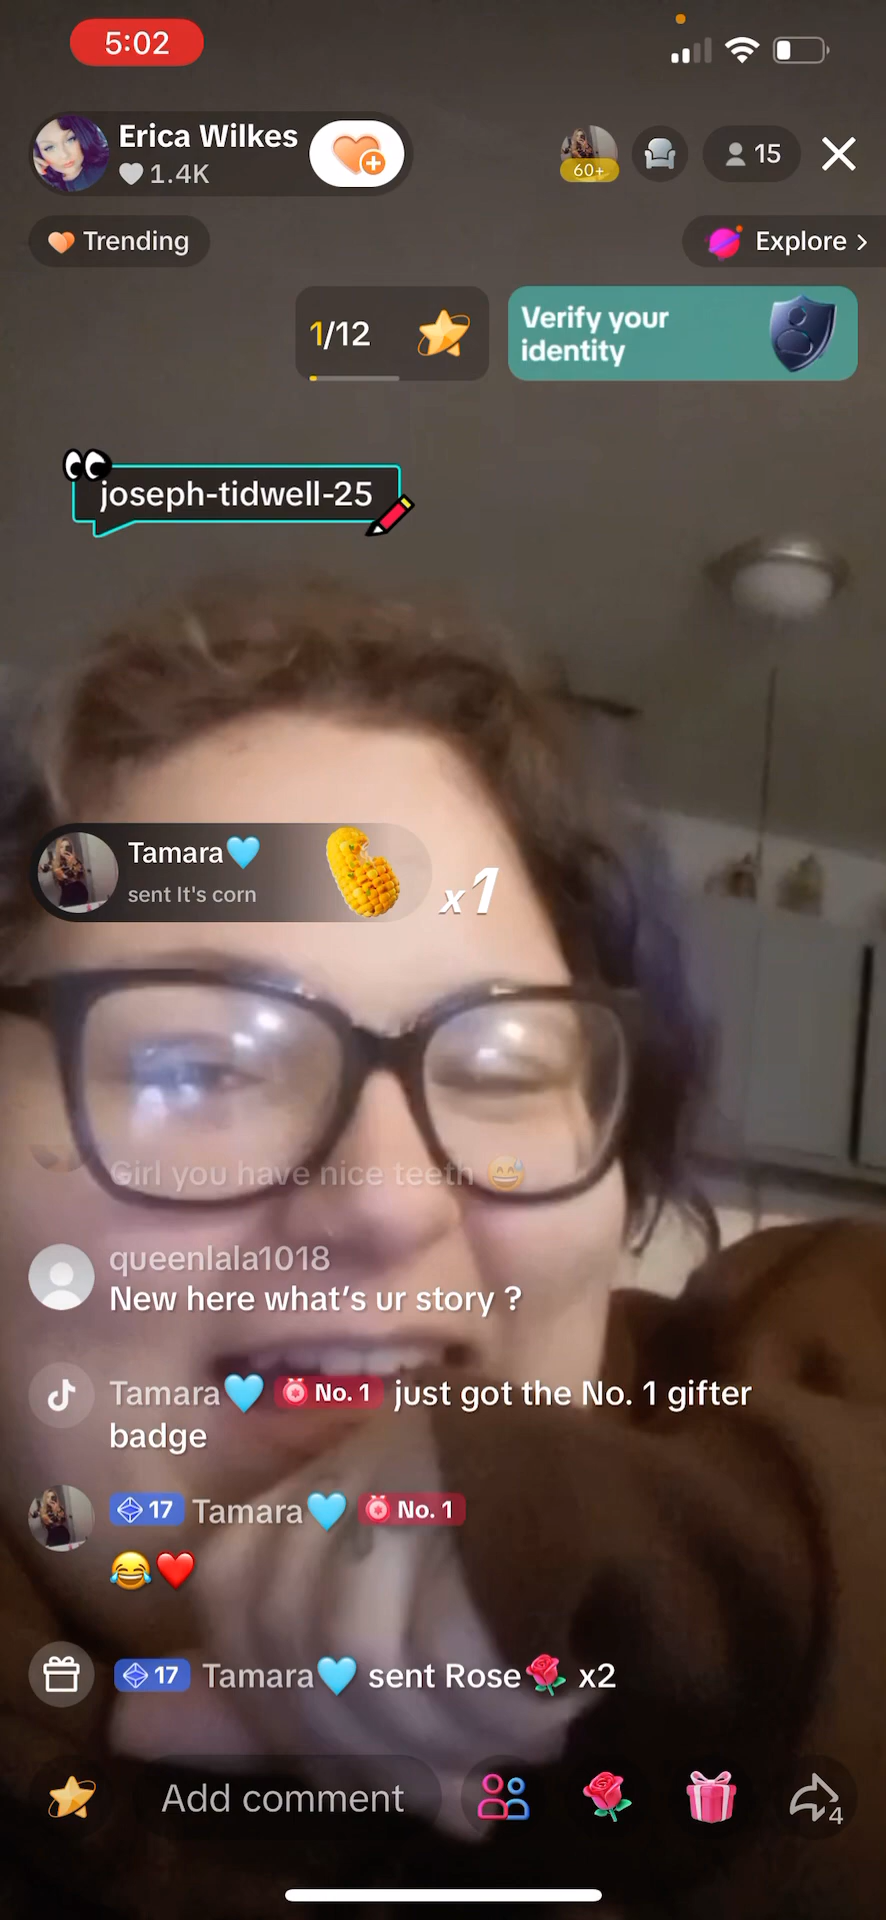 5:02
Erica Wilkes
1.4K
60+
15
Trending
Explore >
1/12
Verify your
identity
joseph-tidwell-25
Tamara🩵
sent It's corn
x1
Girl you have nice teeth 😅
queenlala1018
New here what's ur story ?
Tamara🩵 No. 1 just got the No. 1 gifter
badge
17 Tamara🩵 No. 1
😂❤️
17 Tamara🩵 sent Rose🌹 x2
Add comment
4